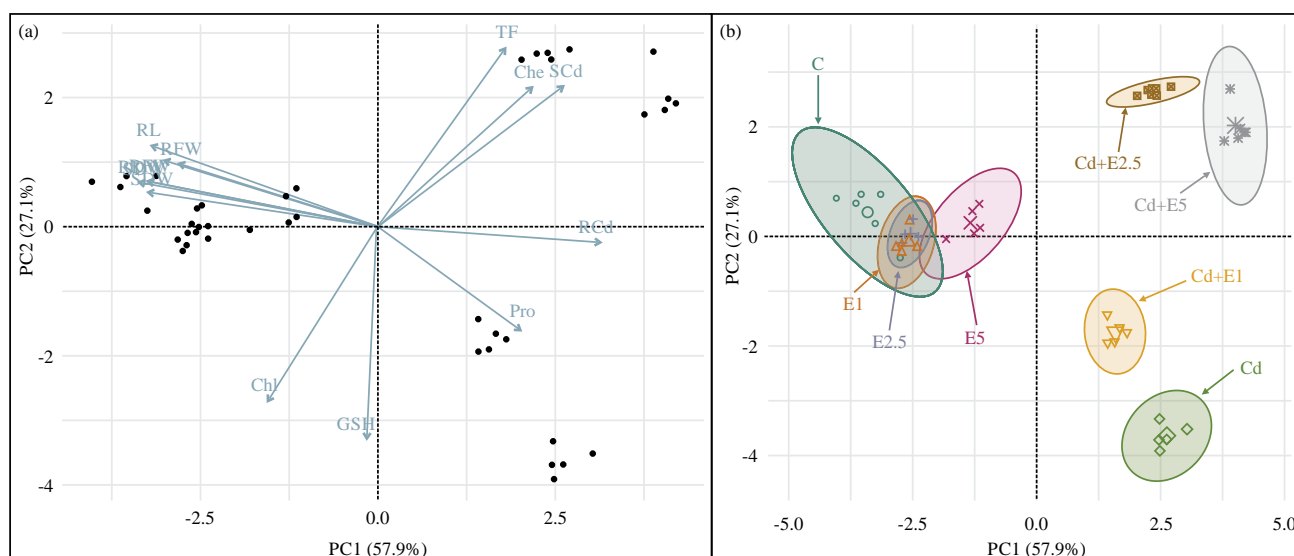 (a)
TF
Che SCd
RL
RFW
RCd
Pro
Chl
GSH
2
0
-2
-4
PC2 (27.1%)
-2.5
0.0
2.5
PC1 (57.9%)
(b)
C
Cd+E2.5
Cd+E5
E1
E2.5
E5
Cd+E1
Cd
2
0
-2
-4
PC2 (27.1%)
-5.0
-2.5
0.0
2.5
5.0
PC1 (57.9%)